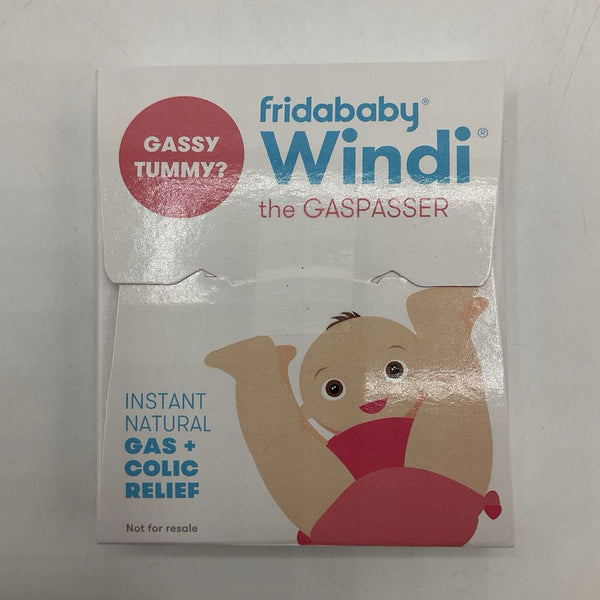 GASSY
TUMMY?
fridababy®
Windi®
the GASPASSER
INSTANT
NATURAL
GAS +
COLIC
RELIEF
Not for resale